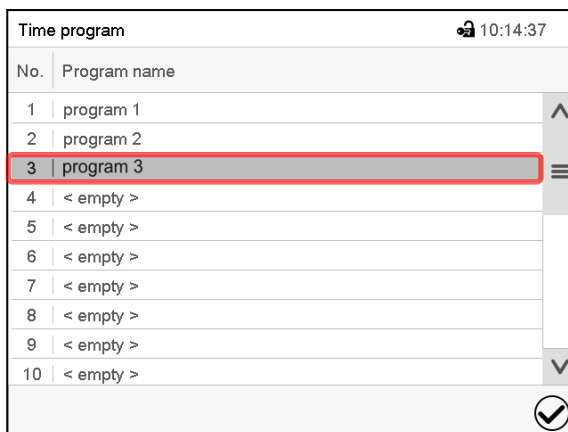 Time program 10:14:37
No. Program name
1 program 1
2 program 2
3 program 3
4 < empty >
5 < empty >
6 < empty >
7 < empty >
8 < empty >
9 < empty >
10 < empty >